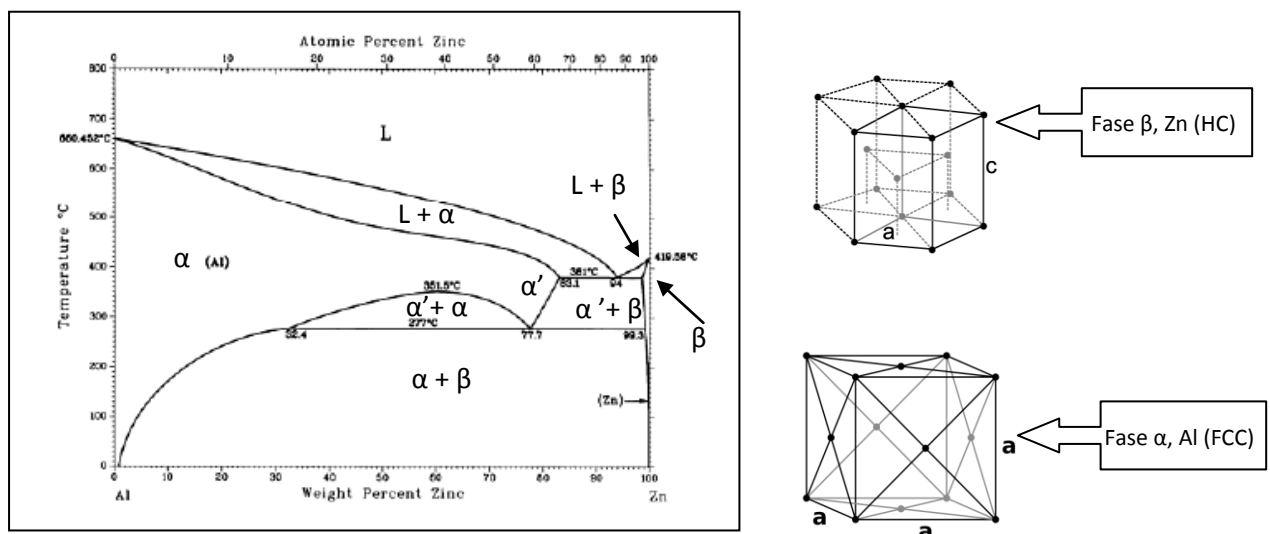 Atomic Percent Zinc
0 10 20 30 40 50 60 70 80 90 100
800
700
660.452°C
600
500
400
300
200
100
0
Temperature °C
L
L + β
L + α
419.58°C
α (Al)
381°C
83.1 94
α'
351.5°C
α'+ α
α '+ β
277°C
32.4 77.7 99.3
β
α + β
(Zn)
0 10 20 30 40 50 60 70 80 90 100
Al Weight Percent Zinc Zn
Fase β, Zn (HC)
c
a
Fase α, Al (FCC)
a
a
a